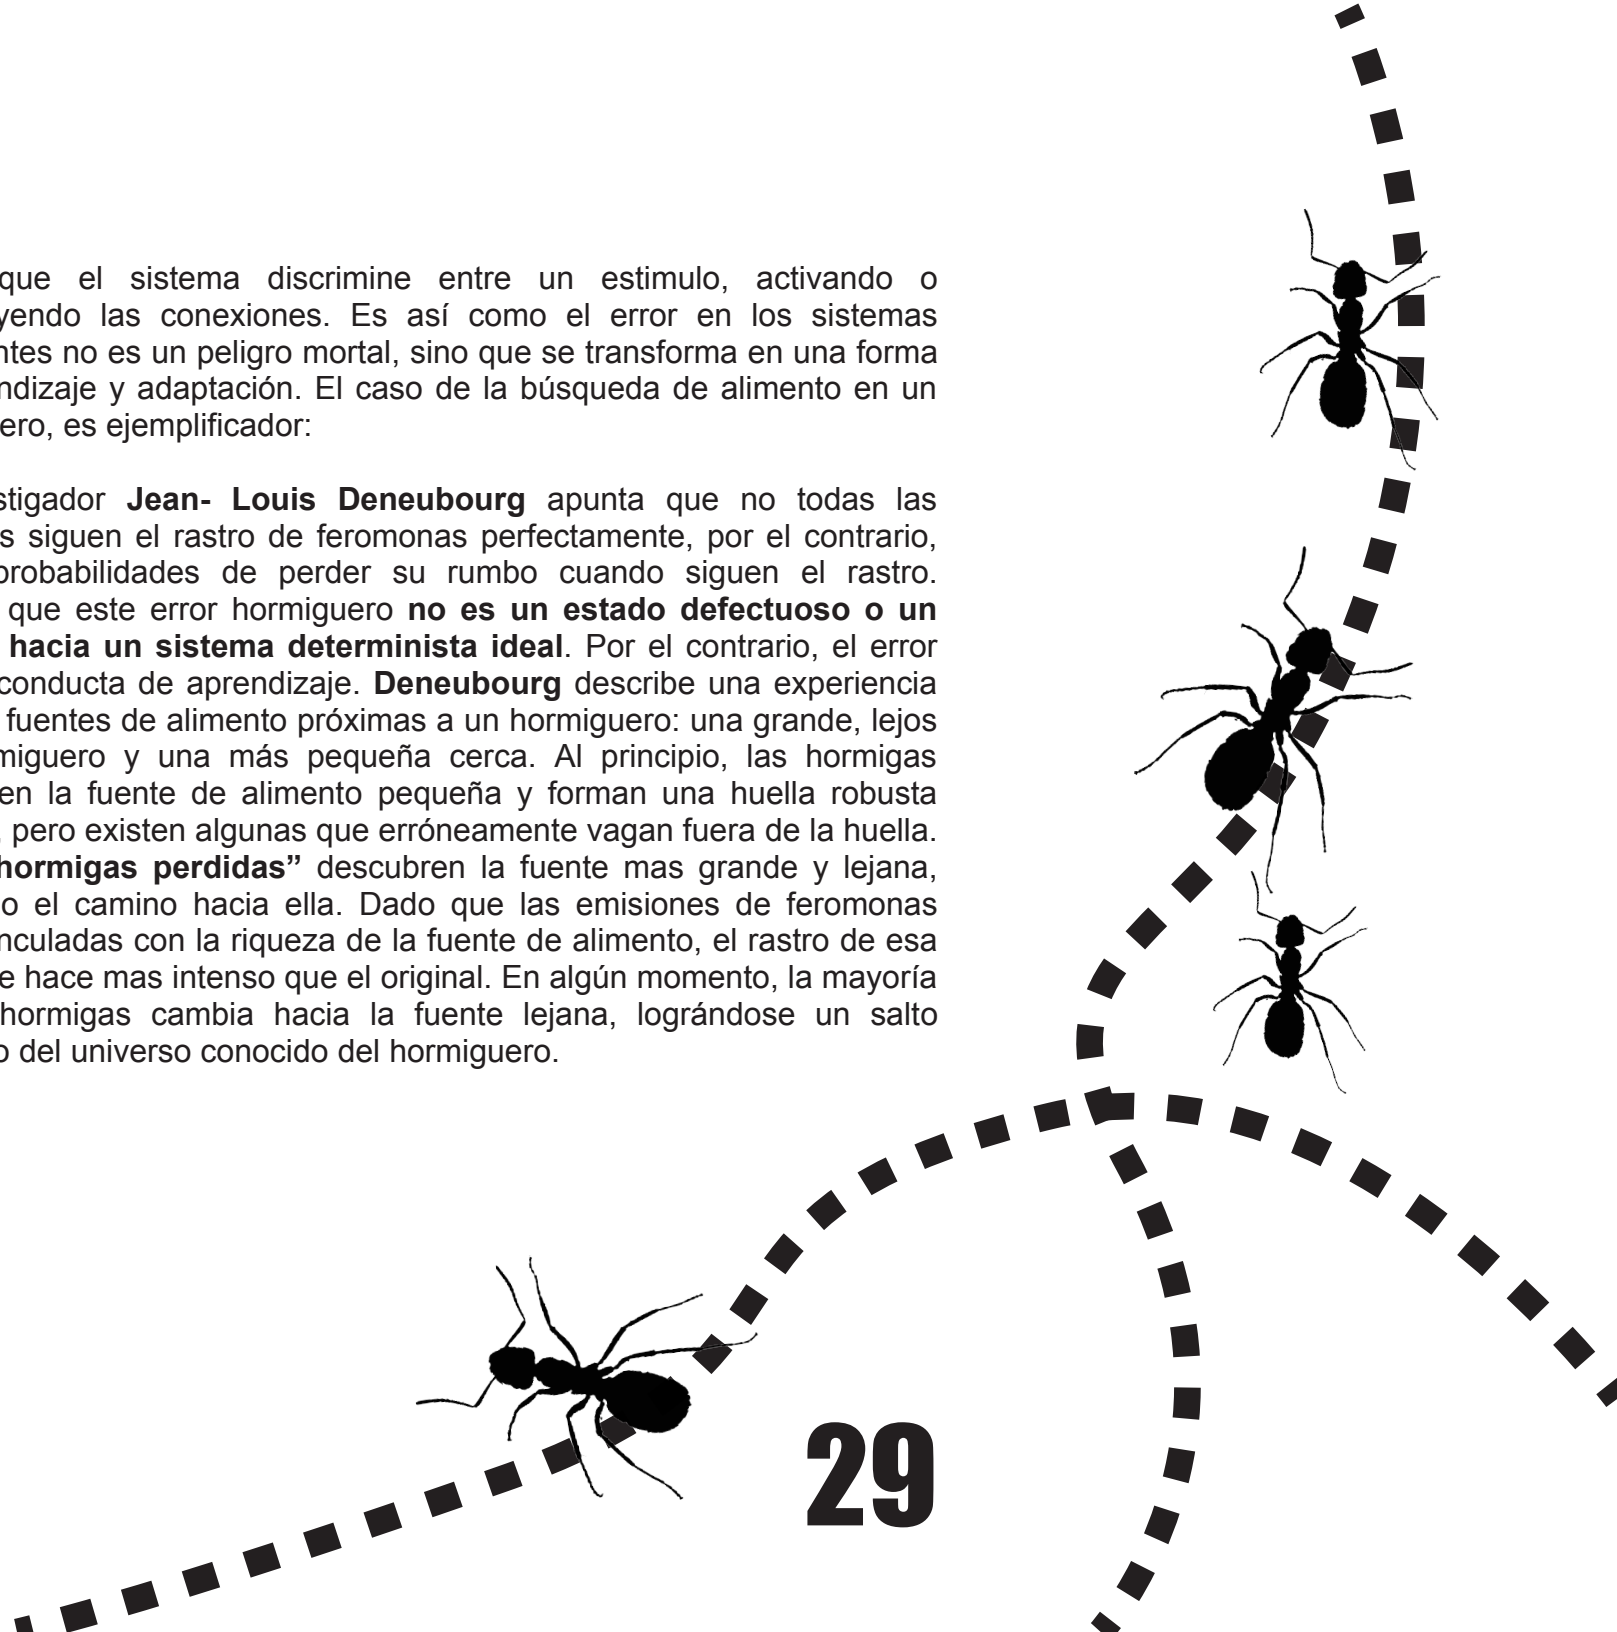 que el sistema discrimine entre un estimulo, activando o
yendo las conexiones. Es así como el error en los sistemas
ntes no es un peligro mortal, sino que se transforma en una forma
ndizaje y adaptación. El caso de la búsqueda de alimento en un
ero, es ejemplificador:
stigador Jean- Louis Deneubourg apunta que no todas las
s siguen el rastro de feromonas perfectamente, por el contrario,
probabilidades de perder su rumbo cuando siguen el rastro.
que este error hormiguero no es un estado defectuoso o un
hacia un sistema determinista ideal. Por el contrario, el error
conducta de aprendizaje. Deneubourg describe una experiencia
fuentes de alimento próximas a un hormiguero: una grande, lejos
miguero y una más pequeña cerca. Al principio, las hormigas
en la fuente de alimento pequeña y forman una huella robusta
, pero existen algunas que erróneamente vagan fuera de la huella.
hormigas perdidas” descubren la fuente mas grande y lejana,
o el camino hacia ella. Dado que las emisiones de feromonas
nculadas con la riqueza de la fuente de alimento, el rastro de esa
e hace mas intenso que el original. En algún momento, la mayoría
hormigas cambia hacia la fuente lejana, lográndose un salto
o del universo conocido del hormiguero.
29